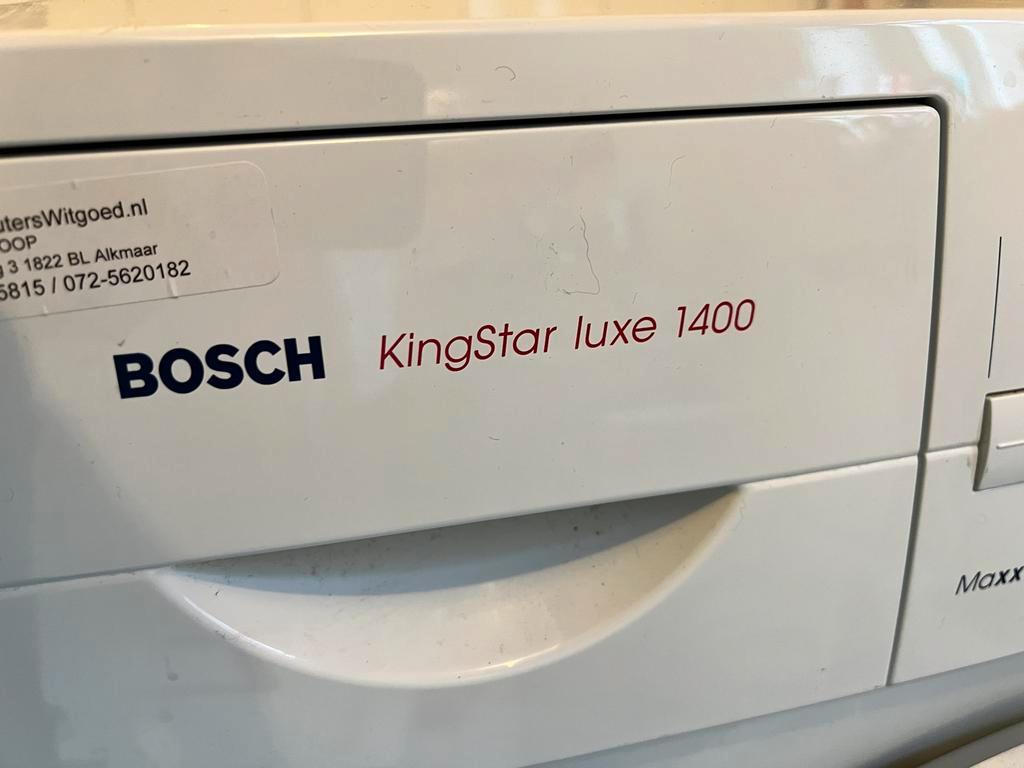 utersWitgoed.nl
OOP
g 3 1822 BL Alkmaar
5815 / 072-5620182
BOSCH KingStar luxe 1400
Maxx